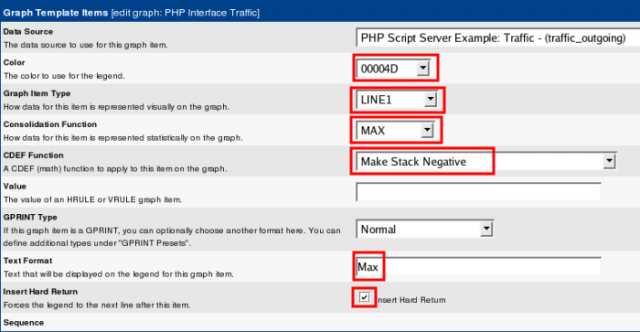 Graph Template Items [edit graph: PHP Interface Traffic]
Data Source
The data source to use for this graph item.
PHP Script Server Example: Traffic - (traffic_outgoing)
Color
The color to use for the legend.
00004D
Graph Item Type
How data for this item is represented visually on the graph.
LINE1
Consolidation Function
How data for this item is represented statistically on the graph.
MAX
CDEF Function
A CDEF (math) function to apply to this item on the graph.
Make Stack Negative
Value
The value of an HRULE or VRULE graph item.
GPRINT Type
If this graph item is a GPRINT, you can optionally choose another format here. You can
define additional types under "GPRINT Presets".
Normal
Text Format
Text that will be displayed on the legend for this graph item.
Max
Insert Hard Return
Forces the legend to the next line after this item.
Insert Hard Return
Sequence